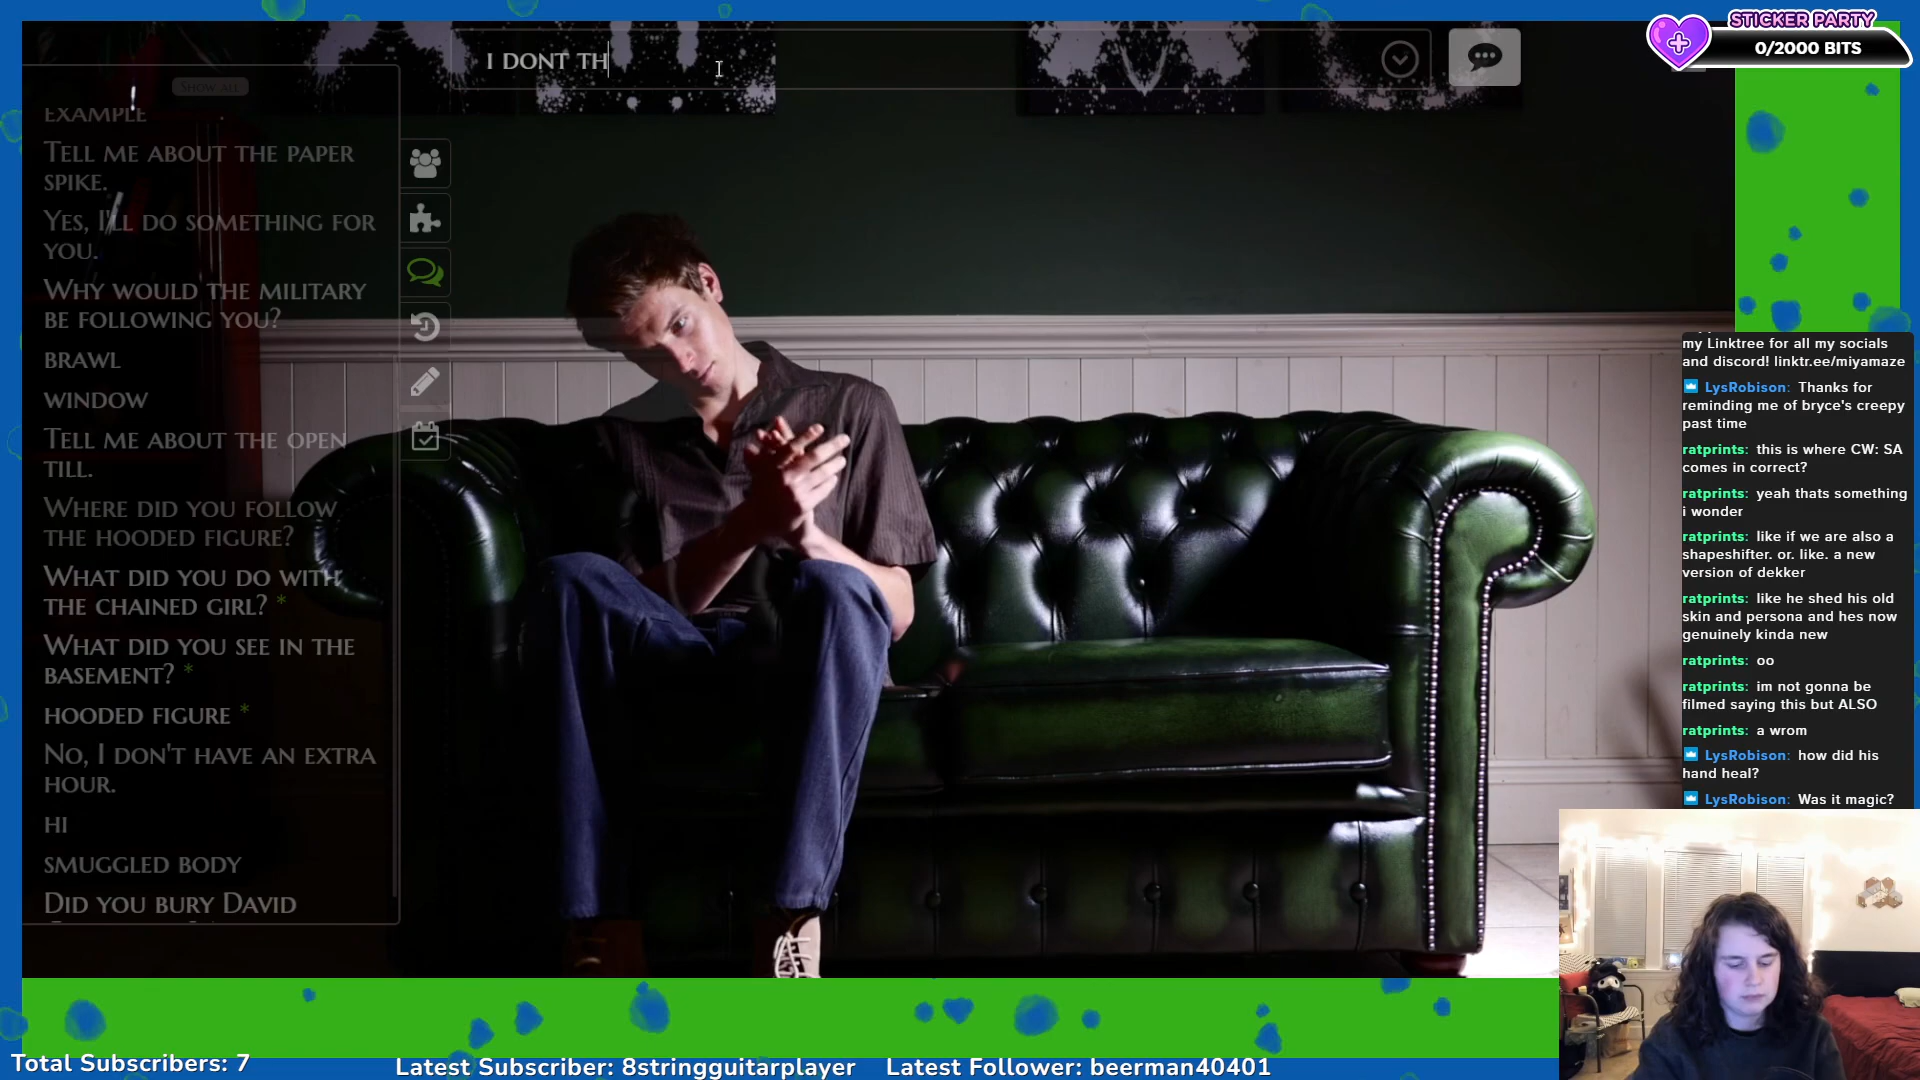 STICKER PARTY
0/2000 BITS
I DONT TH
SHOW ALL
EXAMPLE
TELL ME ABOUT THE PAPER
SPIKE.
YES, I'LL DO SOMETHING FOR
YOU.
WHY WOULD THE MILITARY
BE FOLLOWING YOU?
BRAWL
WINDOW
TELL ME ABOUT THE OPEN
TILL.
WHERE DID YOU FOLLOW
THE HOODED FIGURE?
WHAT DID YOU DO WITH
THE CHAINED GIRL? *
WHAT DID YOU SEE IN THE
BASEMENT? *
HOODED FIGURE *
NO, I DON'T HAVE AN EXTRA
HOUR.
HI
SMUGGLED BODY
DID YOU BURY DAVID
my Linktree for all my socials
and discord! linktr.ee/miyamaze
LysRobison: Thanks for
reminding me of bryce's creepy
past time
ratprints: this is where CW: SA
comes in correct?
ratprints: yeah thats something
i wonder
ratprints: like if we are also a
shapeshifter. or. like. a new
version of dekker
ratprints: like he shed his old
skin and persona and hes now
genuinely kinda new
ratprints: oo
ratprints: im not gonna be
filmed saying this but ALSO
ratprints: a wrom
LysRobison: how did his
hand heal?
LysRobison: Was it magic?
Total Subscribers: 7
Latest Subscriber: 8stringguitarplayer
Latest Follower: beerman40401